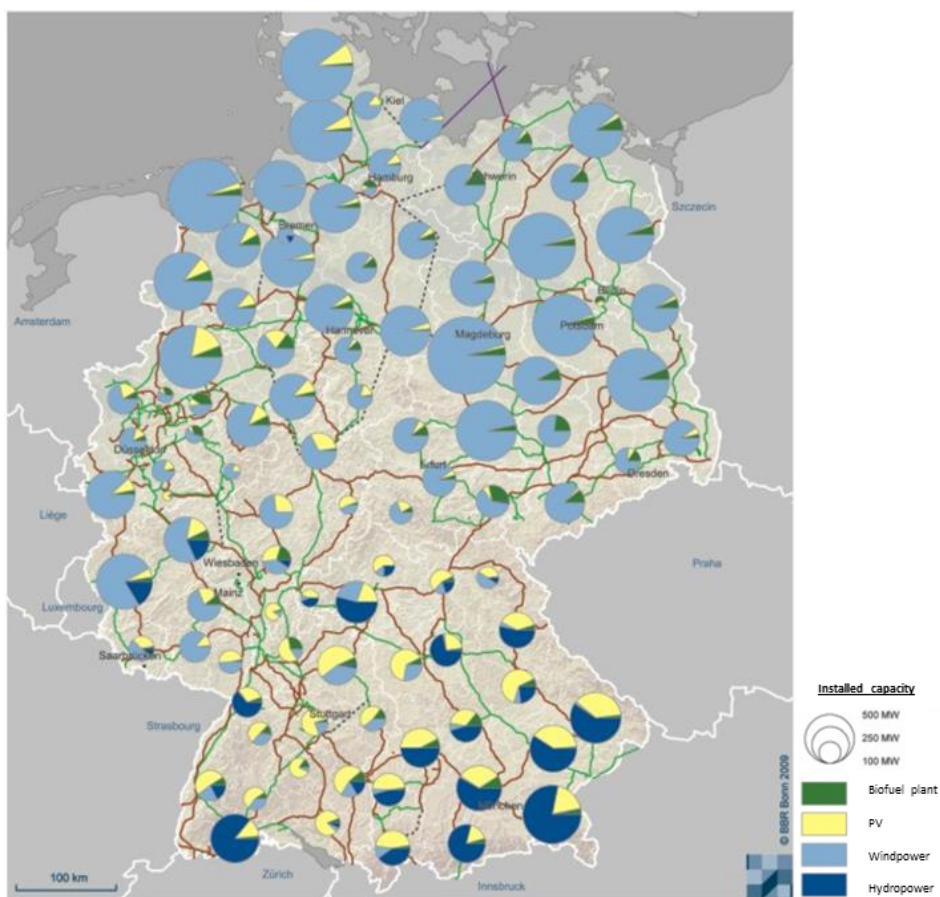 Kiel
Hamburg
Schwerin
Szczecin
Bremen
Berlin
Amsterdam
Hannover
Magdeburg
Potsdam
Düsseldorf
Erfurt
Dresden
Liège
Wiesbaden
Praha
Mainz
Luxembourg
Saarbrücken
Strasbourg
Stuttgart
München
Zürich
Innsbruck
100 km
© BBR Bonn 2009
Installed capacity
500 MW
250 MW
100 MW
Biofuel plant
PV
Windpower
Hydropower